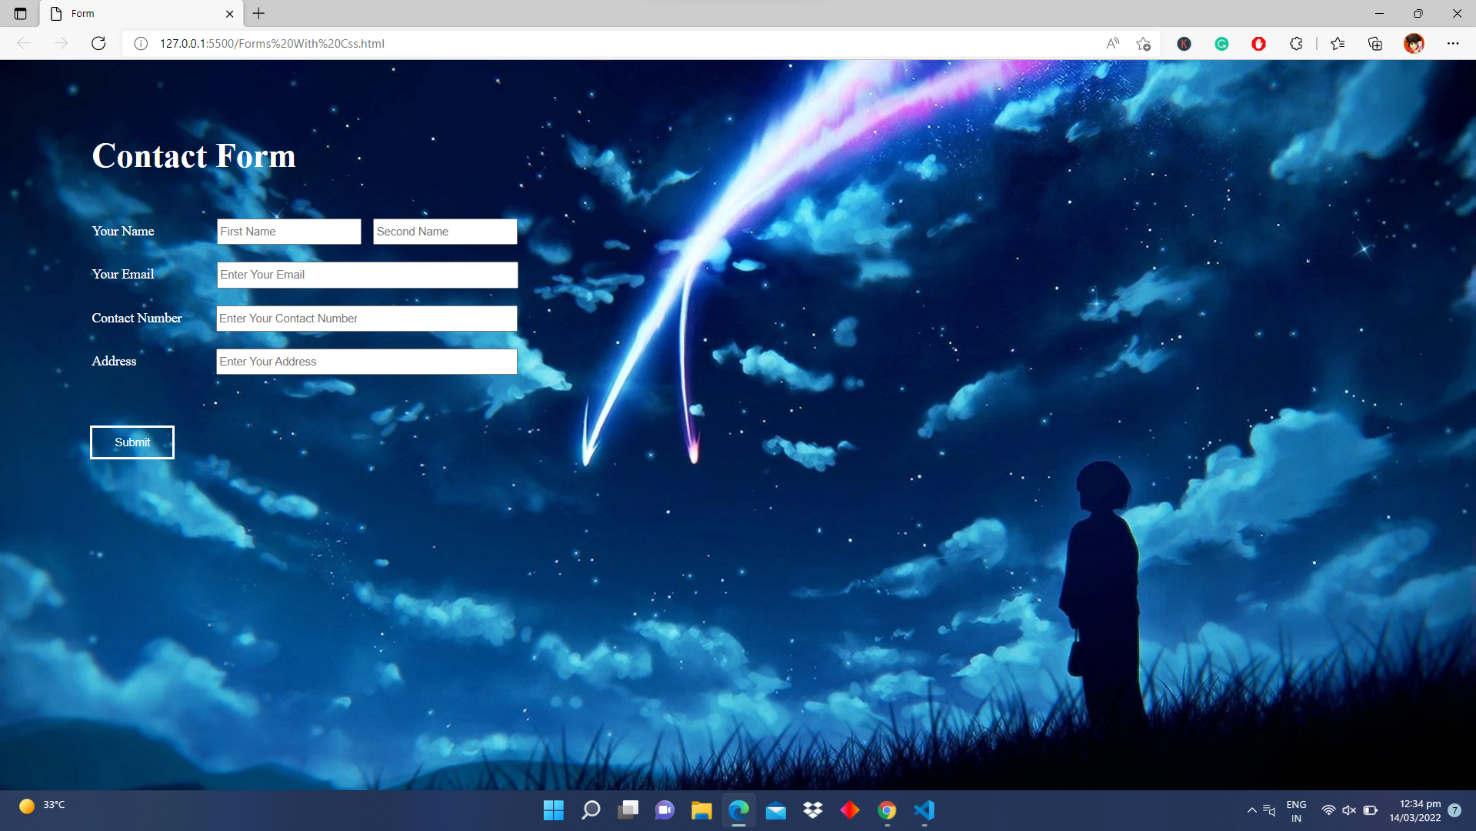 Form
127.0.0.1:5500/Forms%20With%20Css.html
Contact Form
Your Name First Name Second Name
Your Email Enter Your Email
Contact Number Enter Your Contact Number
Address Enter Your Address
Submit
33°C
ENG
IN
12:34 pm
14/03/2022
7